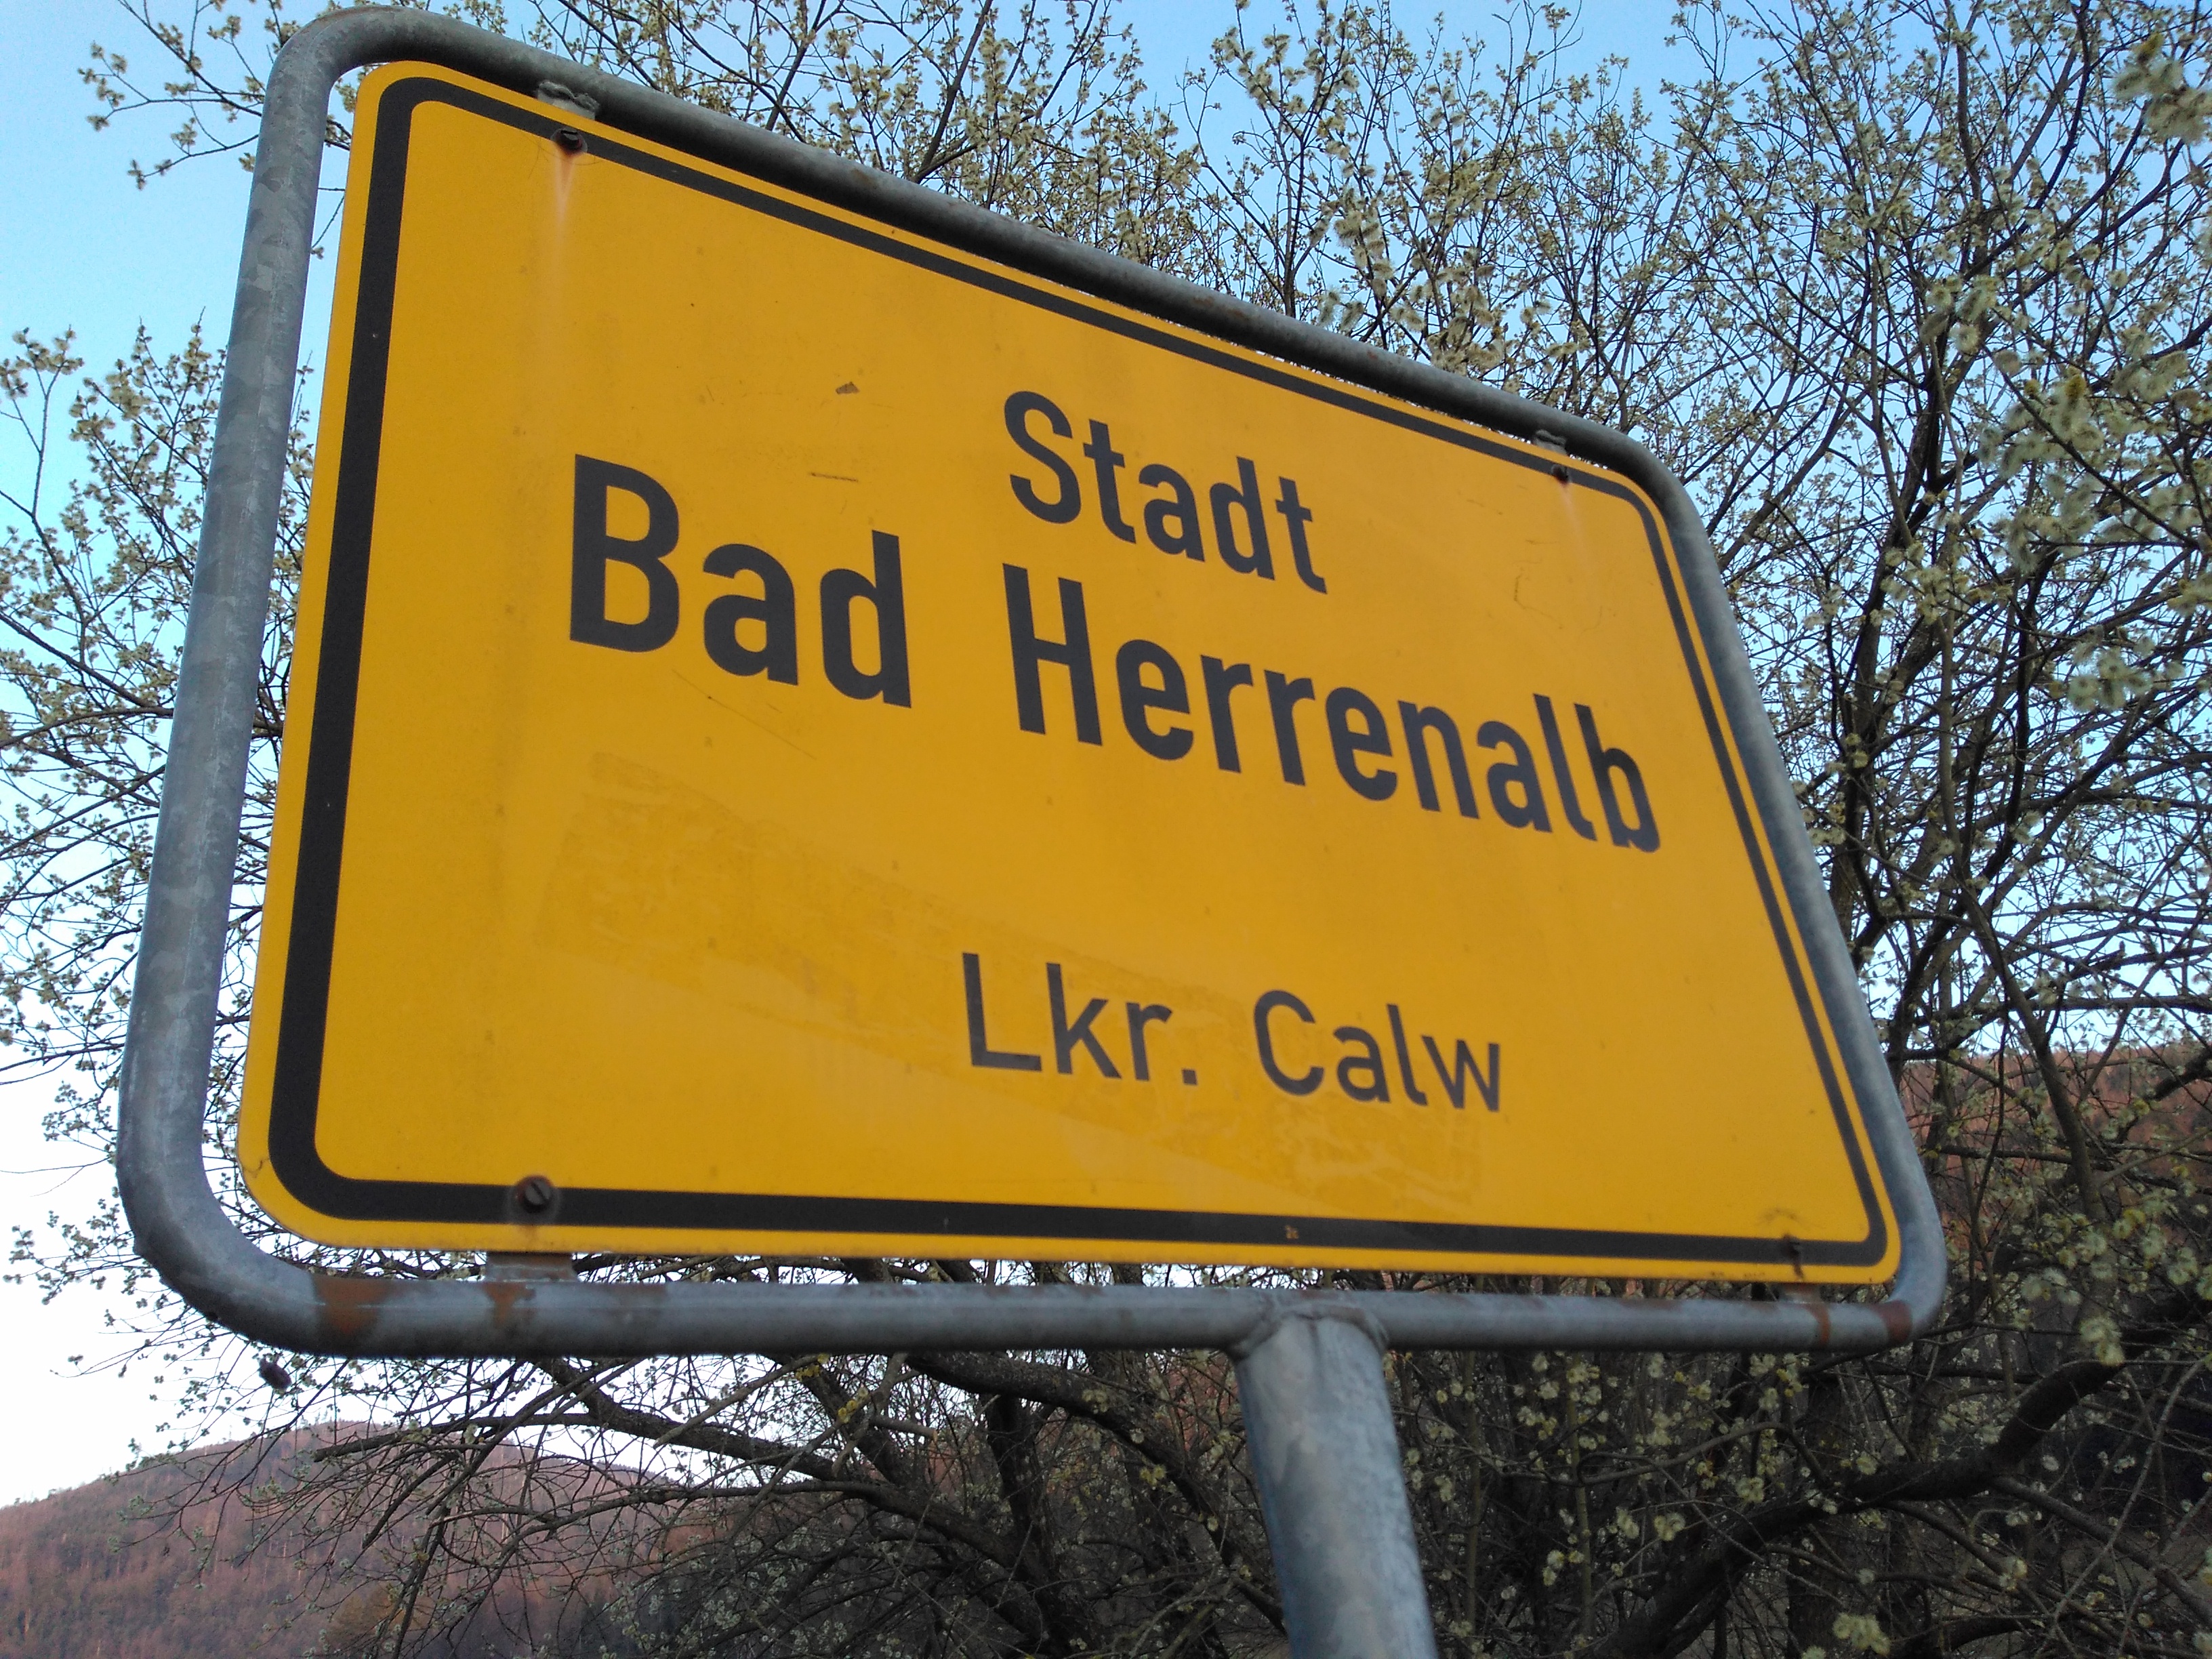 Stadt
Bad Herrenalb
Lkr. Calw